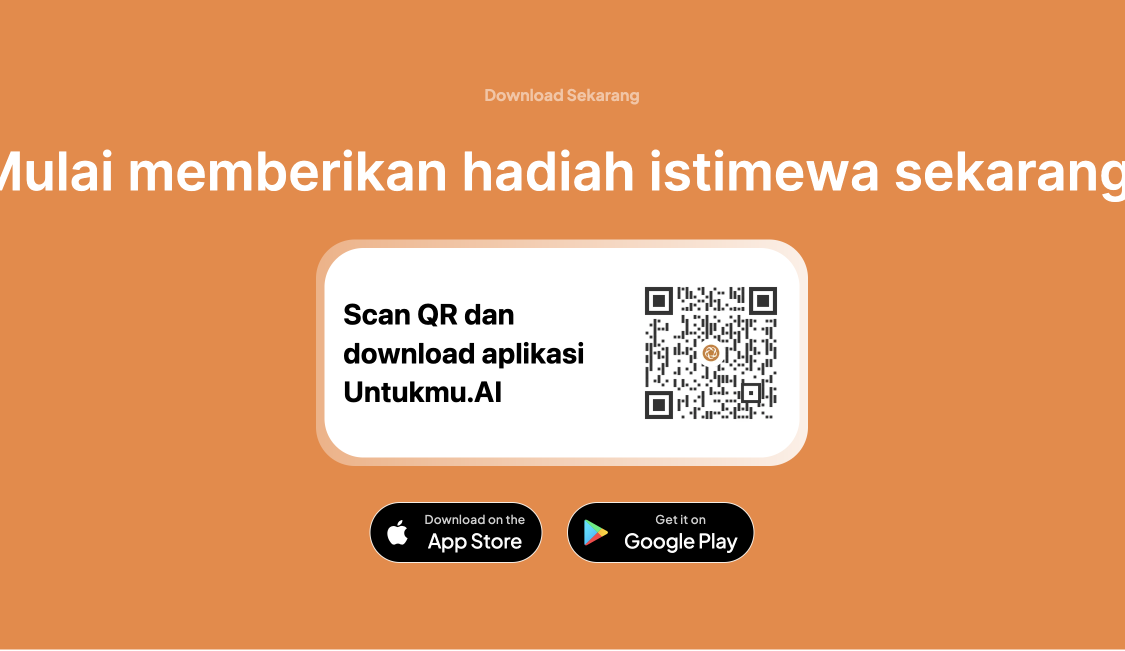 Download Sekarang
Mulai memberikan hadiah istimewa sekarang
Scan QR dan
download aplikasi
Untukmu.AI
Download on the
App Store
Get it on
Google Play